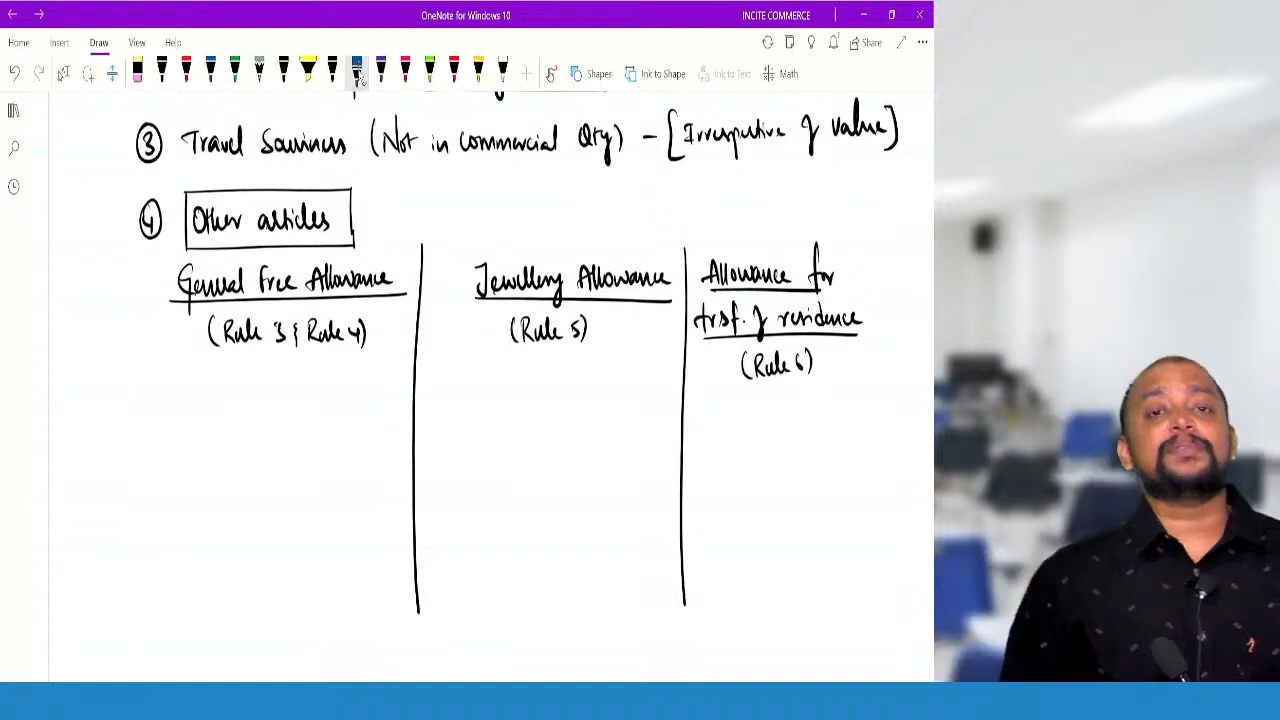 OneNote for Windows 10
INCITE COMMERCE
Home Insert Draw View Help
Share
Shapes Ink to Shape Ink to Text Math
③ Travel Souviners (Not in commercial Qty) - [Irrespective of value]
④ Other articles
General Free Allowance
(Rule 3 & Rule 4)
Jewellery Allowance
(Rule 5)
Allowance for
trsf. of residence
(Rule 6)